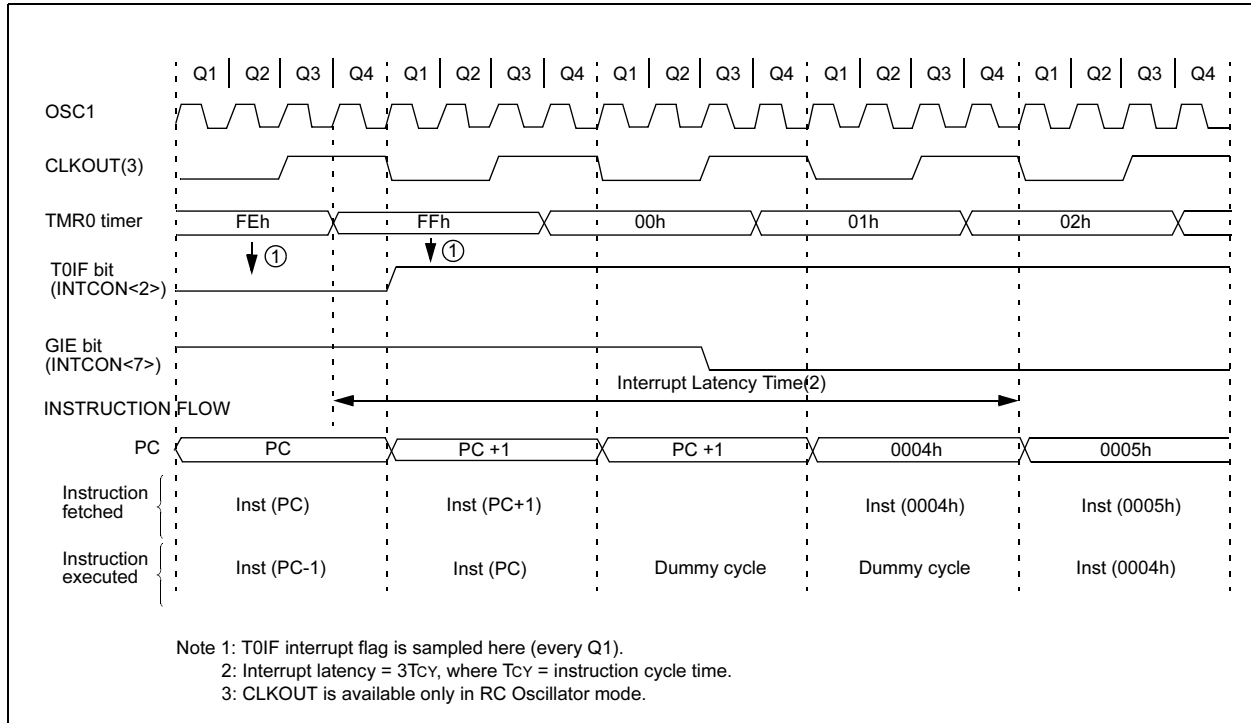 Q1 Q2 Q3 Q4 Q1 Q2 Q3 Q4 Q1 Q2 Q3 Q4 Q1 Q2 Q3 Q4 Q1 Q2 Q3 Q4
OSC1
CLKOUT(3)
TMR0 timer FEh FFh 00h 01h 02h
① ①
T0IF bit
(INTCON<2>)
GIE bit
(INTCON<7>)
Interrupt Latency Time(2)
INSTRUCTION FLOW
PC PC PC +1 PC +1 0004h 0005h
Instruction
fetched
Inst (PC) Inst (PC+1) Inst (0004h) Inst (0005h)
Instruction
executed
Inst (PC-1) Inst (PC) Dummy cycle Dummy cycle Inst (0004h)
Note 1: T0IF interrupt flag is sampled here (every Q1).
2: Interrupt latency = 3TCY, where TCY = instruction cycle time.
3: CLKOUT is available only in RC Oscillator mode.